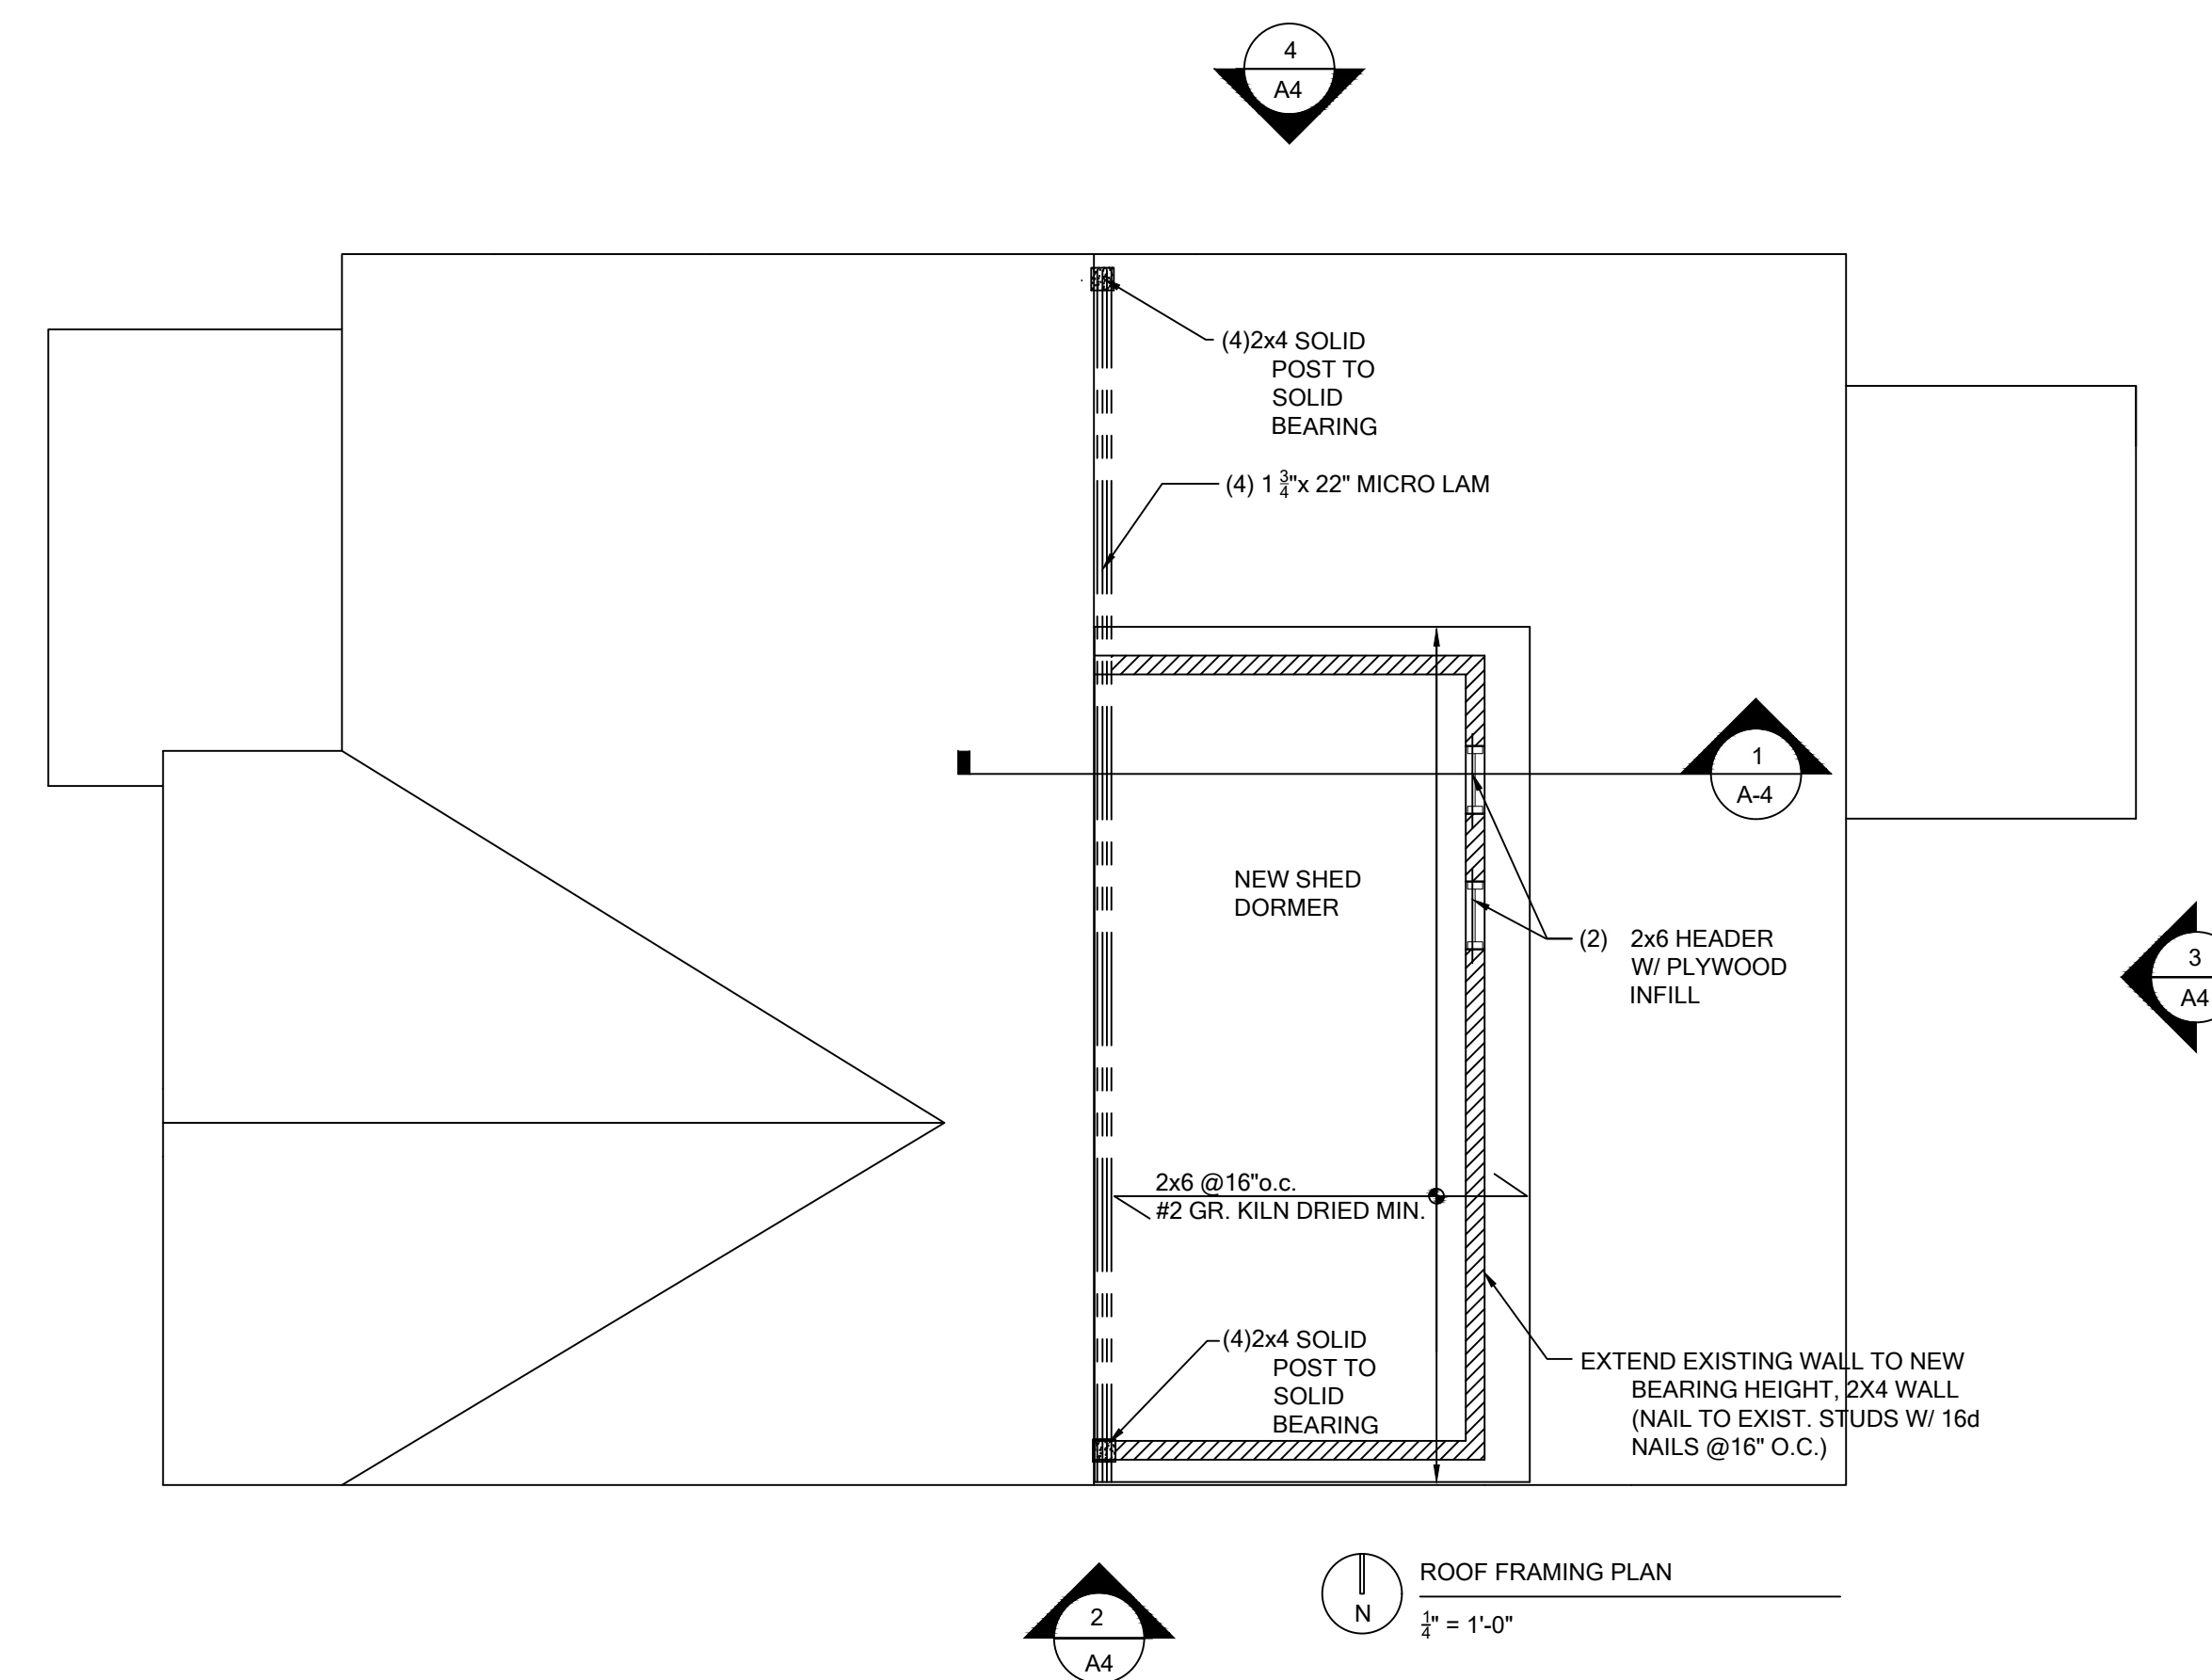 4
A4
(4)2x4 SOLID
POST TO
SOLID
BEARING
(4) 1 3/4"x 22" MICRO LAM
1
A-4
NEW SHED
DORMER
(2) 2x6 HEADER
W/ PLYWOOD
INFILL
3
A4
2x6 @16"o.c.
#2 GR. KILN DRIED MIN.
(4)2x4 SOLID
POST TO
SOLID
BEARING
EXTEND EXISTING WALL TO NEW
BEARING HEIGHT, 2X4 WALL
(NAIL TO EXIST. STUDS W/ 16d
NAILS @16" O.C.)
2
A4
N
ROOF FRAMING PLAN
1/4" = 1'-0"